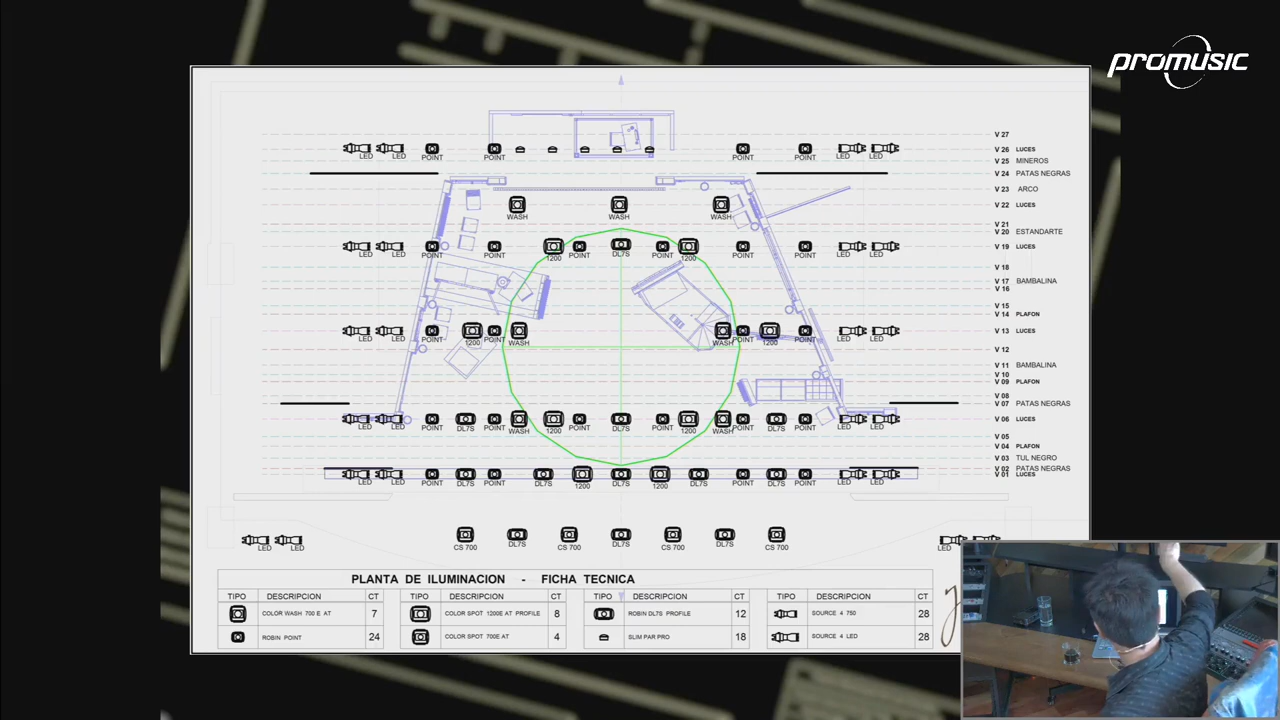 promusic
V 27
LED LED POINT POINT POINT POINT LED LED V 26 LUCES
V 25 MINEROS
V 24 PATAS NEGRAS
V 23 ARCO
WASH WASH WASH V 22 LUCES
V 21
V 20 ESTANDARTE
LED LED POINT POINT 1200 POINT DL7S POINT 1200 POINT POINT LED LED V 19 LUCES
V 18
V 17 BAMBALINA
V 16
V 15
V 14 PLAFON
LED LED POINT 1200 POINT WASH WASH POINT 1200 POINT LED LED V 13 LUCES
V 12
V 11 BAMBALINA
V 10
V 09 PLAFON
V 08
V 07 PATAS NEGRAS
LED LED POINT DL7S POINT WASH 1200 POINT DL7S POINT 1200 WASH POINT DL7S POINT LED LED V 06 LUCES
V 05
V 04 PLAFON
V 03 TUL NEGRO
V 02 PATAS NEGRAS
LED LED POINT DL7S POINT DL7S 1200 DL7S 1200 DL7S POINT DL7S POINT LED LED V 01 LUCES
LED LED CS 700 DL7S CS 700 DL7S CS 700 DL7S CS 700 LED
PLANTA DE ILUMINACION - FICHA TECNICA
TIPO DESCRIPCION CT TIPO DESCRIPCION CT TIPO DESCRIPCION CT TIPO DESCRIPCION CT
COLOR WASH 700 E AT 7 COLOR SPOT 1200E AT PROFILE 8 ROBIN DL7S PROFILE 12 SOURCE 4 750 28
ROBIN POINT 24 COLOR SPOT 700E AT 4 SLIM PAR PRO 18 SOURCE 4 LED 28